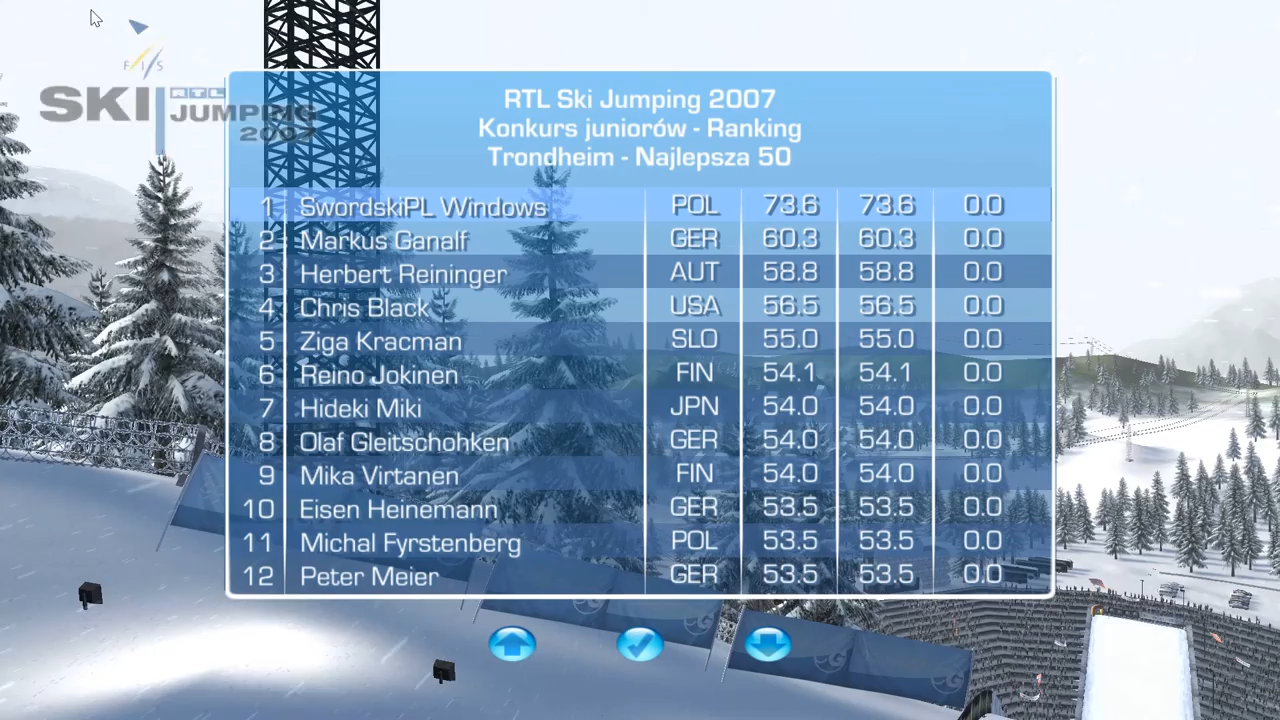 FIS
SKI RTL JUMPING 2007
RTL Ski Jumping 2007
Konkurs juniorów - Ranking
Trondheim - Najlepsza 50
1 SwordskiPL Windows POL 73.6 73.6 0.0
2 Markus Ganalf GER 60.3 60.3 0.0
3 Herbert Reininger AUT 58.8 58.8 0.0
4 Chris Black USA 56.5 56.5 0.0
5 Ziga Kracman SLO 55.0 55.0 0.0
6 Reino Jokinen FIN 54.1 54.1 0.0
7 Hideki Miki JPN 54.0 54.0 0.0
8 Olaf Gleitschohken GER 54.0 54.0 0.0
9 Mika Virtanen FIN 54.0 54.0 0.0
10 Eisen Heinemann GER 53.5 53.5 0.0
11 Michal Fyrstenberg POL 53.5 53.5 0.0
12 Peter Meier GER 53.5 53.5 0.0